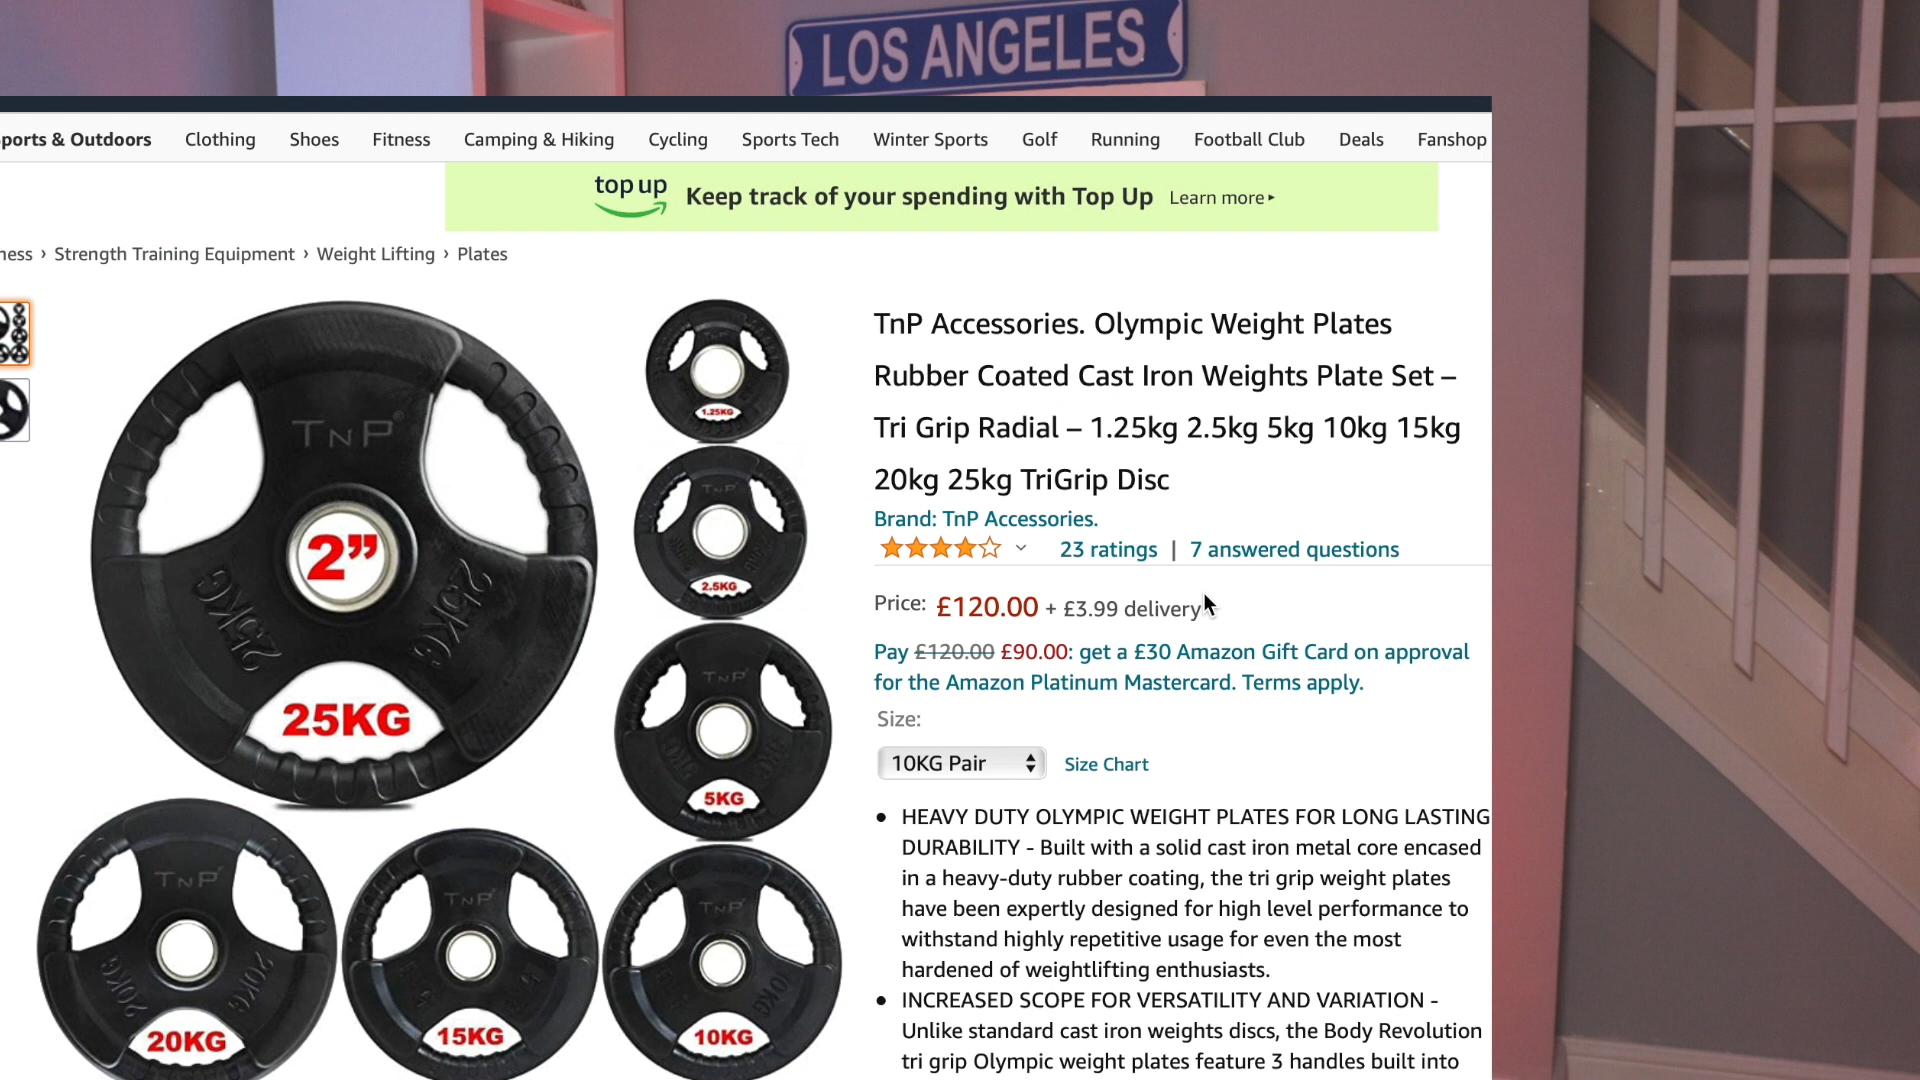 LOS ANGELES
ports & Outdoors Clothing Shoes Fitness Camping & Hiking Cycling Sports Tech Winter Sports Golf Running Football Club Deals Fanshop
top up Keep track of your spending with Top Up Learn more ▸
ness › Strength Training Equipment › Weight Lifting › Plates
TnP Accessories. Olympic Weight Plates
Rubber Coated Cast Iron Weights Plate Set –
Tri Grip Radial – 1.25kg 2.5kg 5kg 10kg 15kg
20kg 25kg TriGrip Disc
Brand: TnP Accessories.
23 ratings | 7 answered questions
Price: £120.00 + £3.99 delivery
Pay £120.00 £90.00: get a £30 Amazon Gift Card on approval
for the Amazon Platinum Mastercard. Terms apply.
Size:
10KG Pair Size Chart
• HEAVY DUTY OLYMPIC WEIGHT PLATES FOR LONG LASTING
DURABILITY - Built with a solid cast iron metal core encased
in a heavy-duty rubber coating, the tri grip weight plates
have been expertly designed for high level performance to
withstand highly repetitive usage for even the most
hardened of weightlifting enthusiasts.
• INCREASED SCOPE FOR VERSATILITY AND VARIATION -
Unlike standard cast iron weights discs, the Body Revolution
tri grip Olympic weight plates feature 3 handles built into
TnP®
2”
25KG 25KG
25KG
TnP
1.25KG
TnP
2.5KG
TnP
5KG
TnP
20KG 20KG
20KG
TnP
15KG
TnP
10KG
10KG